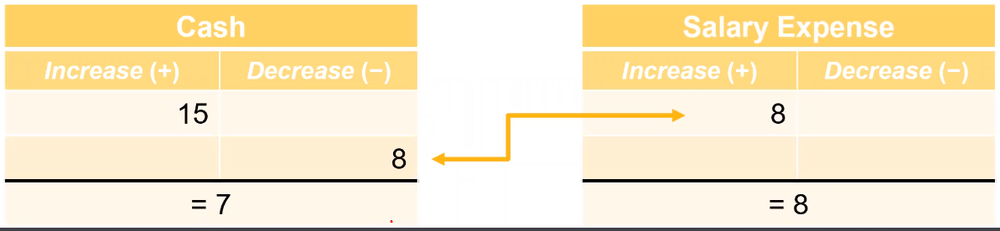 Cash
Increase (+) Decrease (−)
15
8
= 7
Salary Expense
Increase (+) Decrease (−)
8
= 8